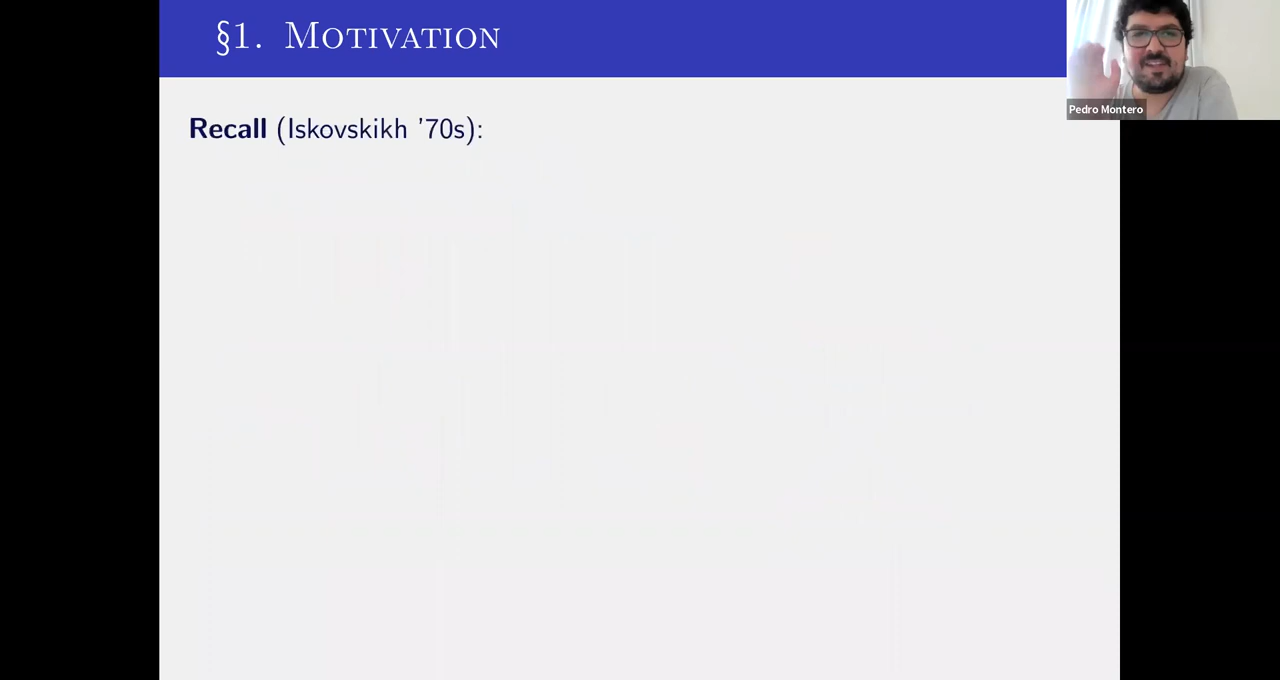 §1. Motivation
Pedro Montero
Recall (Iskovskikh ’70s):